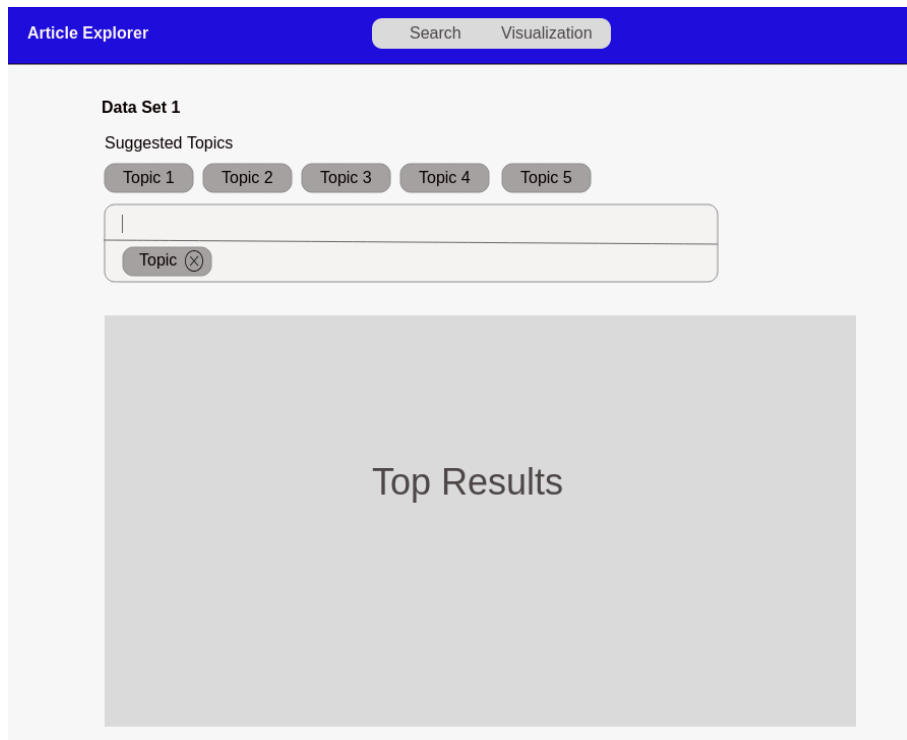 Article Explorer Search Visualization
Data Set 1
Suggested Topics
Topic 1 Topic 2 Topic 3 Topic 4 Topic 5
Topic
Top Results